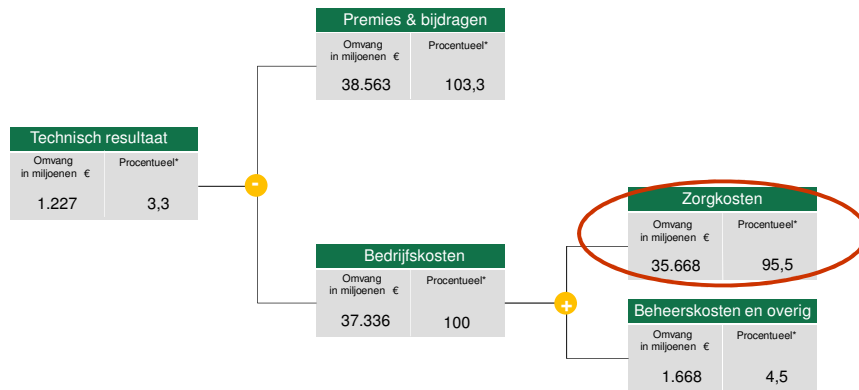 Premies & bijdragen
Omvang Procentueel*
in miljoenen €
38.563 103,3
Technisch resultaat
Omvang Procentueel*
in miljoenen €
1.227 3,3
-
Zorgkosten
Omvang Procentueel*
in miljoenen €
35.668 95,5
Bedrijfskosten
Omvang Procentueel*
in miljoenen €
37.336 100
+
Beheerskosten en overig
Omvang Procentueel*
in miljoenen €
1.668 4,5